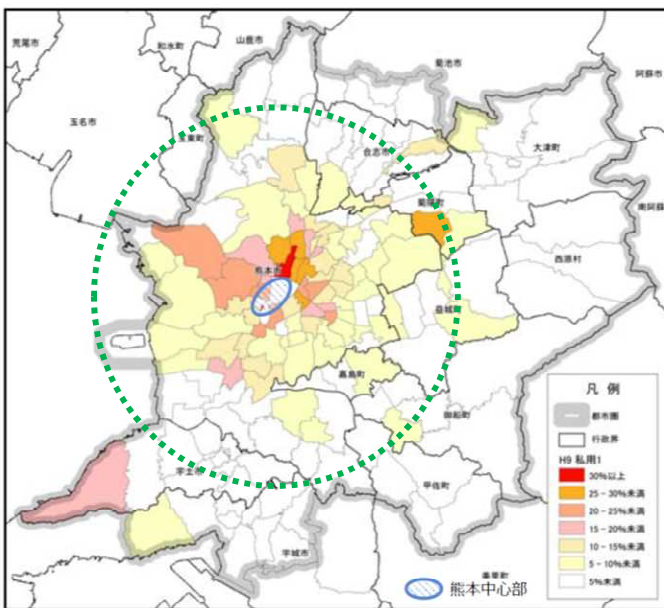 荒尾市
和水町
山鹿市
菊池市
阿蘇市
玉名市
玉東町
合志市
大津町
菊陽町
南阿蘇
熊本市
西原村
益城町
嘉島町
御船町
宇土市
甲佐町
宇城市
美里町
凡例
都市圏
行政界
H9 私用1
30%以上
25-30%未満
20-25%未満
15-20%未満
10-15%未満
5-10%未満
5%未満
熊本中心部